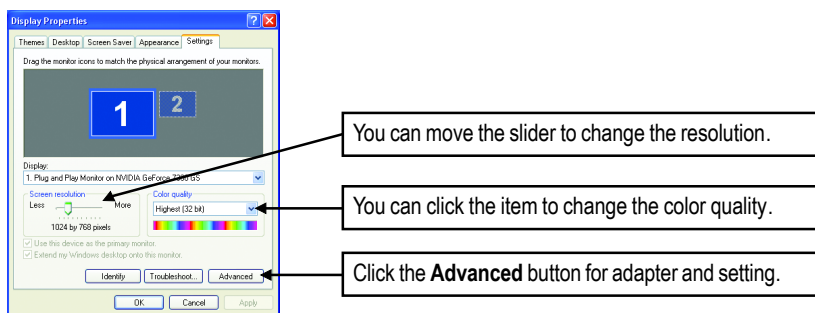 Display Properties
Themes Desktop Screen Saver Appearance Settings
Drag the monitor icons to match the physical arrangement of your monitors.
1 2
Display:
1. Plug and Play Monitor on NVIDIA GeForce 7300 GS
Screen resolution
Less More
1024 by 768 pixels
Color quality
Highest (32 bit)
Use this device as the primary monitor.
Extend my Windows desktop onto this monitor.
Identify Troubleshoot... Advanced
OK Cancel Apply
You can move the slider to change the resolution.
You can click the item to change the color quality.
Click the Advanced button for adapter and setting.